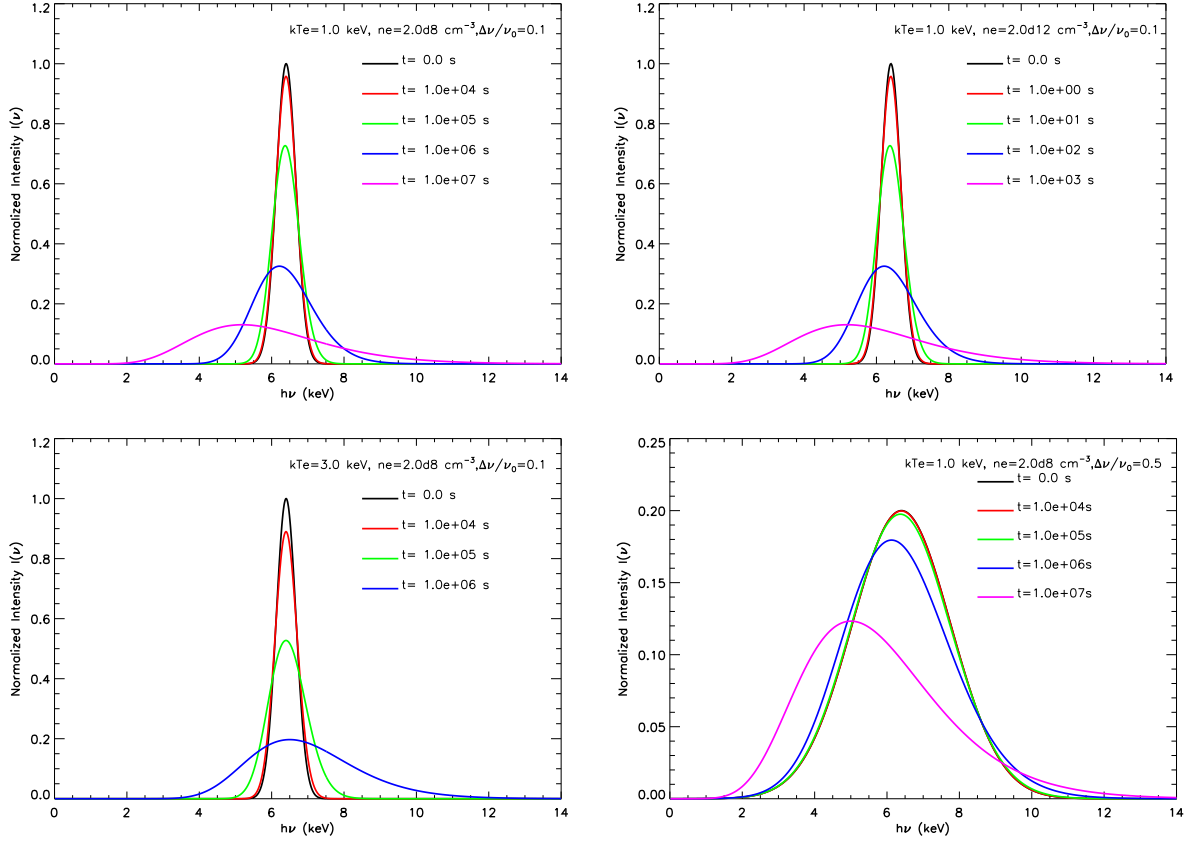 kTe=1.0 keV, ne=2.0d8 cm⁻³,Δν/ν₀=0.1
t= 0.0 s
t= 1.0e+04 s
t= 1.0e+05 s
t= 1.0e+06 s
t= 1.0e+07 s
1.2
1.0
0.8
0.6
0.4
0.2
0.0
Normalized Intensity I(ν)
0 2 4 6 8 10 12 14
hν (keV)
kTe=1.0 keV, ne=2.0d12 cm⁻³,Δν/ν₀=0.1
t= 0.0 s
t= 1.0e+00 s
t= 1.0e+01 s
t= 1.0e+02 s
t= 1.0e+03 s
1.2
1.0
0.8
0.6
0.4
0.2
0.0
Normalized Intensity I(ν)
0 2 4 6 8 10 12 14
hν (keV)
kTe=3.0 keV, ne=2.0d8 cm⁻³,Δν/ν₀=0.1
t= 0.0 s
t= 1.0e+04 s
t= 1.0e+05 s
t= 1.0e+06 s
1.2
1.0
0.8
0.6
0.4
0.2
0.0
Normalized Intensity I(ν)
0 2 4 6 8 10 12 14
hν (keV)
kTe=1.0 keV, ne=2.0d8 cm⁻³,Δν/ν₀=0.5
t= 0.0 s
t=1.0e+04s
t=1.0e+05s
t=1.0e+06s
t=1.0e+07s
0.25
0.20
0.15
0.10
0.05
0.00
Normalized Intensity I(ν)
0 2 4 6 8 10 12 14
hν (keV)